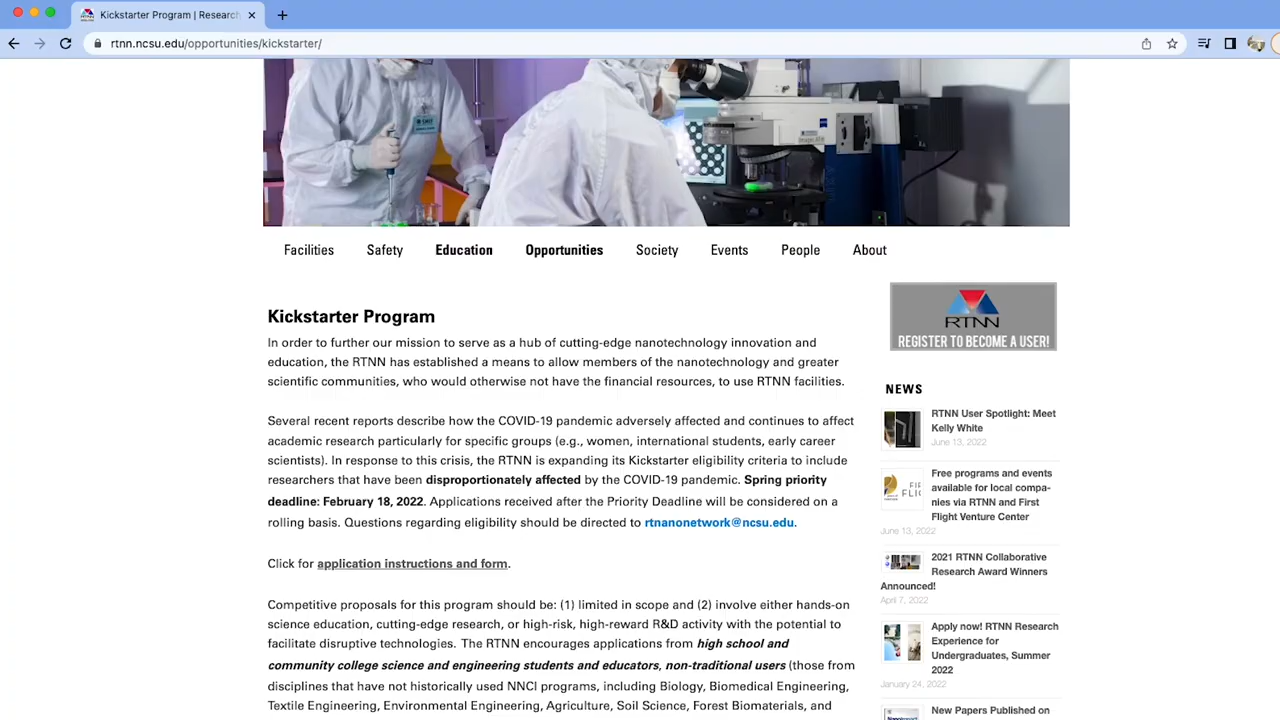 Kickstarter Program | Research
rtnn.ncsu.edu/opportunities/kickstarter/
Facilities Safety Education Opportunities Society Events People About
Kickstarter Program
In order to further our mission to serve as a hub of cutting-edge nanotechnology innovation and
education, the RTNN has established a means to allow members of the nanotechnology and greater
scientific communities, who would otherwise not have the financial resources, to use RTNN facilities.
Several recent reports describe how the COVID-19 pandemic adversely affected and continues to affect
academic research particularly for specific groups (e.g., women, international students, early career
scientists). In response to this crisis, the RTNN is expanding its Kickstarter eligibility criteria to include
researchers that have been disproportionately affected by the COVID-19 pandemic. Spring priority
deadline: February 18, 2022. Applications received after the Priority Deadline will be considered on a
rolling basis. Questions regarding eligibility should be directed to rtnanonetwork@ncsu.edu.
Click for application instructions and form.
Competitive proposals for this program should be: (1) limited in scope and (2) involve either hands-on
science education, cutting-edge research, or high-risk, high-reward R&D activity with the potential to
facilitate disruptive technologies. The RTNN encourages applications from high school and
community college science and engineering students and educators, non-traditional users (those from
disciplines that have not historically used NNCI programs, including Biology, Biomedical Engineering,
Textile Engineering, Environmental Engineering, Agriculture, Soil Science, Forest Biomaterials, and
RTNN
REGISTER TO BECOME A USER!
NEWS
RTNN User Spotlight: Meet
Kelly White
June 13, 2022
Free programs and events
available for local compa-
nies via RTNN and First
Flight Venture Center
June 13, 2022
2021 RTNN Collaborative
Research Award Winners
Announced!
April 7, 2022
Apply now! RTNN Research
Experience for
Undergraduates, Summer
2022
January 24, 2022
New Papers Published on